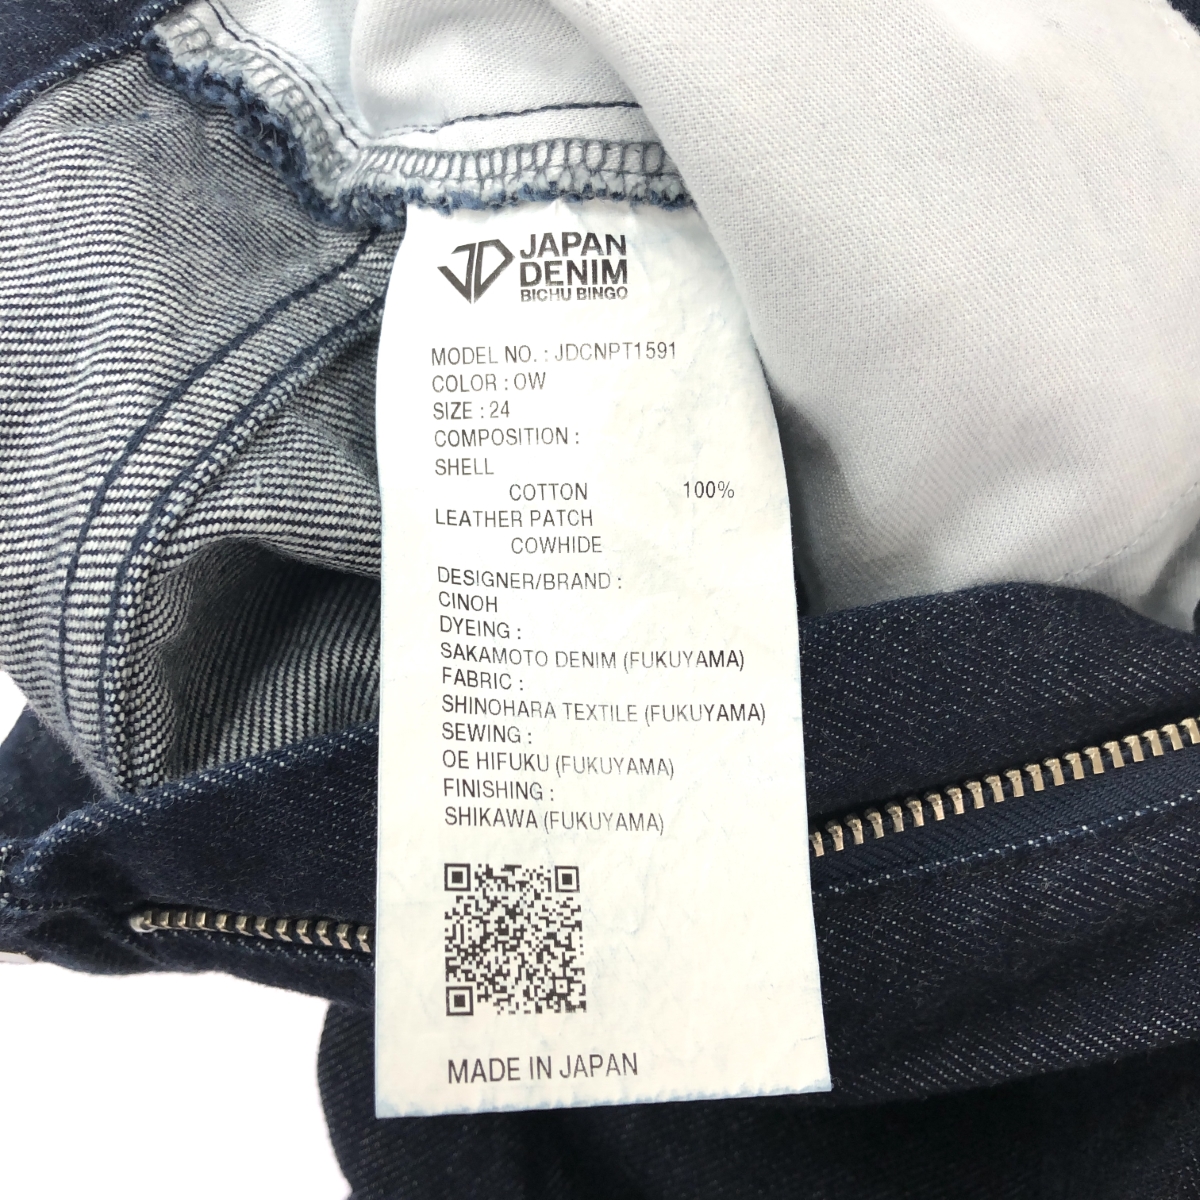 JD JAPAN
DENIM
BICHU BINGO
MODEL NO. : JDCNPT1591
COLOR : OW
SIZE : 24
COMPOSITION :
SHELL
COTTON 100%
LEATHER PATCH
COWHIDE
DESIGNER/BRAND :
CINOH
DYEING :
SAKAMOTO DENIM (FUKUYAMA)
FABRIC :
SHINOHARA TEXTILE (FUKUYAMA)
SEWING :
OE HIFUKU (FUKUYAMA)
FINISHING :
SHIKAWA (FUKUYAMA)
MADE IN JAPAN